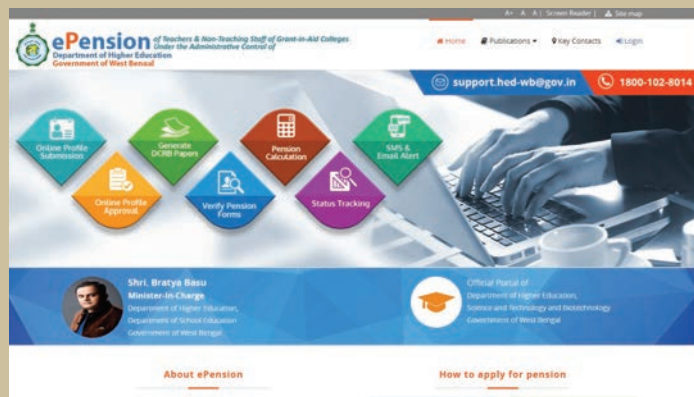 A+ A A | Screen Reader | Site map
ePension of Teachers & Non-Teaching Staff of Grant-in-Aid Colleges
Under the Administrative Control of
Department of Higher Education
Government of West Bengal
Home Publications Key Contacts Login
support.hed-wb@gov.in 1800-102-8014
Online Profile
Submission
Generate
DCRB Papers
Pension
Calculation
SMS &
Email Alert
Online Profile
Approval
Verify Pension
Forms
Status Tracking
Shri. Bratya Basu
Minister-In-Charge
Department of Higher Education,
Department of School Education
Government of West Bengal
Official Portal of
Department of Higher Education,
Science and Technology and Biotechnology
Government of West Bengal
About ePension
How to apply for pension